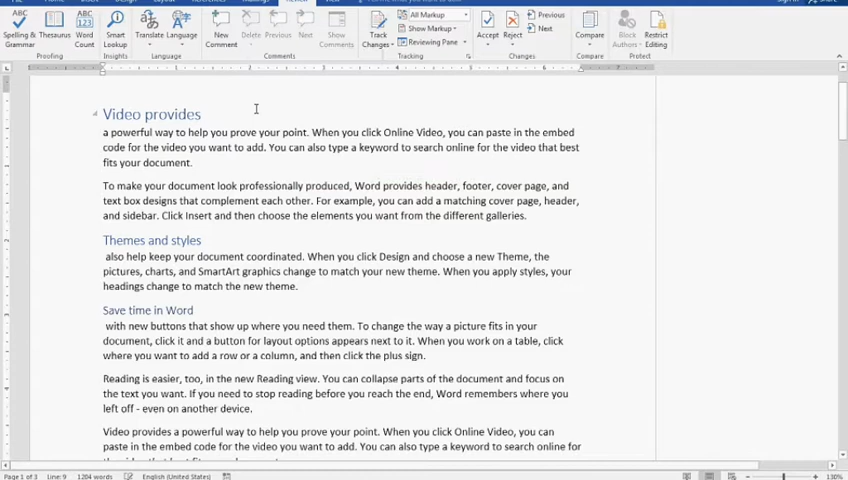 Spelling & Grammar
Thesaurus
Word Count
Smart Lookup
Translate
Language
New Comment
Delete
Previous
Next
Show Comments
Track Changes
All Markup
Show Markup
Reviewing Pane
Accept
Reject
Previous
Next
Compare
Block Authors
Restrict Editing
Proofing
Insights
Language
Comments
Tracking
Changes
Compare
Protect
Video provides
a powerful way to help you prove your point. When you click Online Video, you can paste in the embed
code for the video you want to add. You can also type a keyword to search online for the video that best
fits your document.
To make your document look professionally produced, Word provides header, footer, cover page, and
text box designs that complement each other. For example, you can add a matching cover page, header,
and sidebar. Click Insert and then choose the elements you want from the different galleries.
Themes and styles
also help keep your document coordinated. When you click Design and choose a new Theme, the
pictures, charts, and SmartArt graphics change to match your new theme. When you apply styles, your
headings change to match the new theme.
Save time in Word
with new buttons that show up where you need them. To change the way a picture fits in your
document, click it and a button for layout options appears next to it. When you work on a table, click
where you want to add a row or a column, and then click the plus sign.
Reading is easier, too, in the new Reading view. You can collapse parts of the document and focus on
the text you want. If you need to stop reading before you reach the end, Word remembers where you
left off - even on another device.
Video provides a powerful way to help you prove your point. When you click Online Video, you can
paste in the embed code for the video you want to add. You can also type a keyword to search online for
Page 1 of 3 Line: 9 1204 words English (United States) 130%